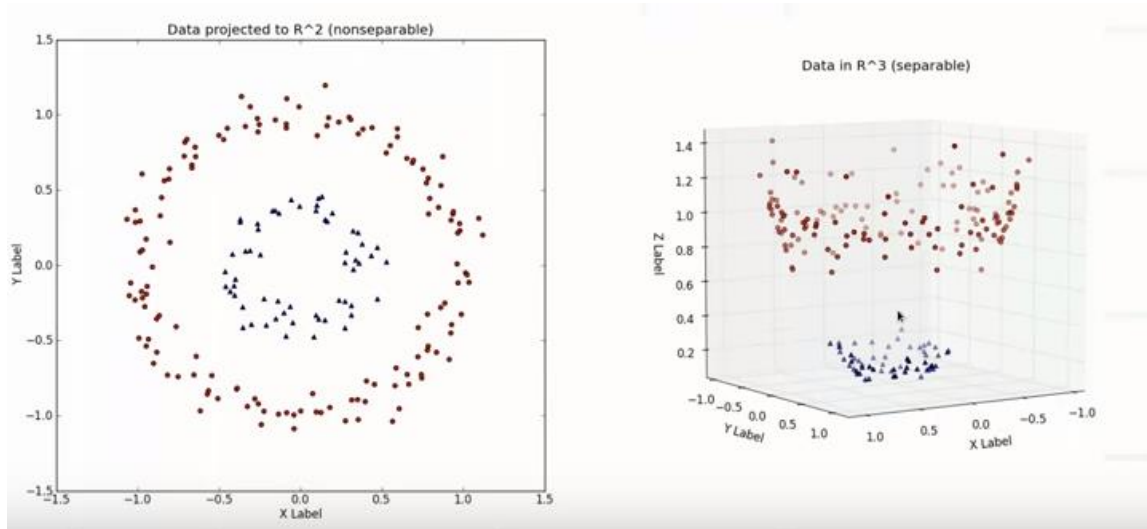 Data projected to R^2 (nonseparable)
1.5
1.0
0.5
0.0
−0.5
−1.0
−1.5
Y Label
−1.5 −1.0 −0.5 0.0 0.5 1.0 1.5
X Label
Data in R^3 (separable)
1.4
1.2
1.0
0.8
0.6
0.4
0.2
Z Label
−1.0 −0.5 0.0 0.5 1.0
Y Label
1.0 0.5 0.0 −0.5 −1.0
X Label